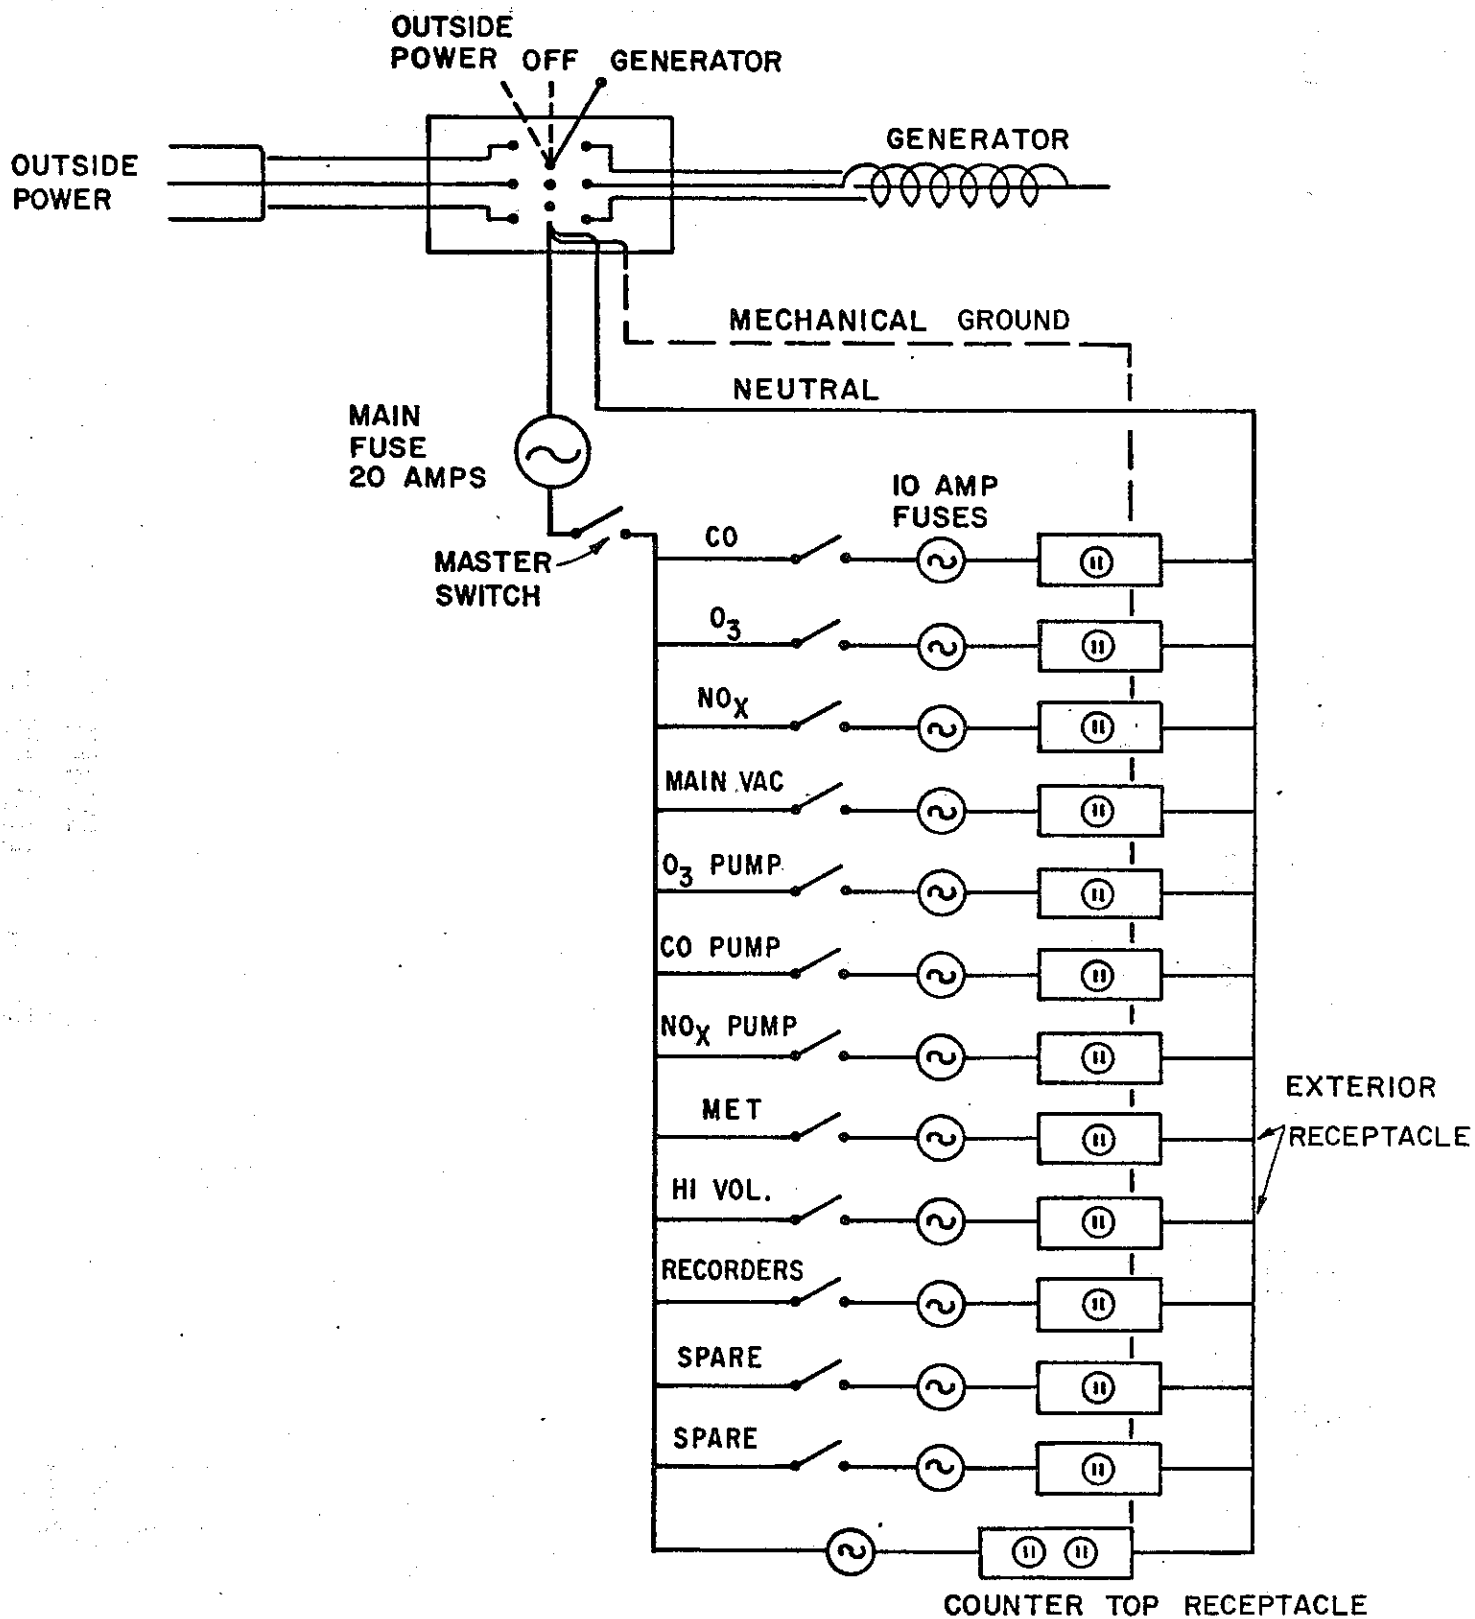 OUTSIDE
POWER OFF GENERATOR
OUTSIDE
POWER
GENERATOR
MECHANICAL GROUND
NEUTRAL
MAIN
FUSE
20 AMPS
MASTER
SWITCH
10 AMP
FUSES
CO
O3
NOX
MAIN VAC
O3 PUMP
CO PUMP
NOX PUMP
MET
HI VOL.
RECORDERS
SPARE
SPARE
EXTERIOR
RECEPTACLE
COUNTER TOP RECEPTACLE